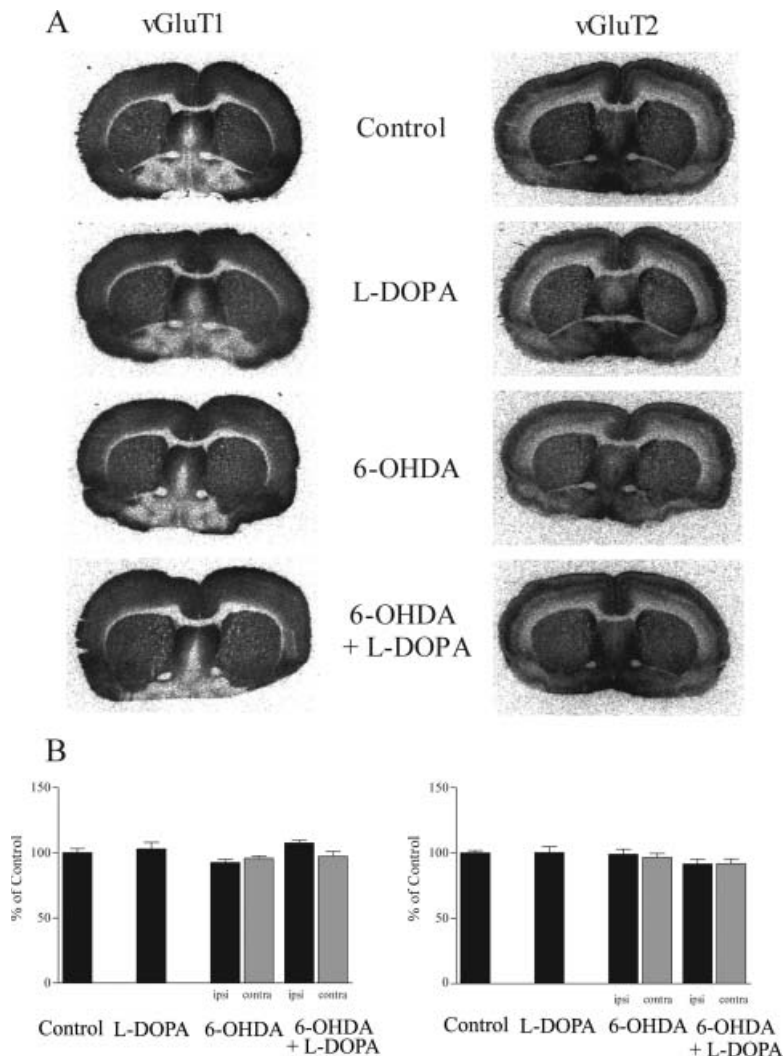 A
vGluT1
vGluT2
Control
L-DOPA
6-OHDA
6-OHDA
+ L-DOPA
B
% of Control
150
100
50
0
ipsi contra ipsi contra
Control L-DOPA 6-OHDA 6-OHDA
+ L-DOPA
% of Control
150
100
50
0
ipsi contra ipsi contra
Control L-DOPA 6-OHDA 6-OHDA
+ L-DOPA